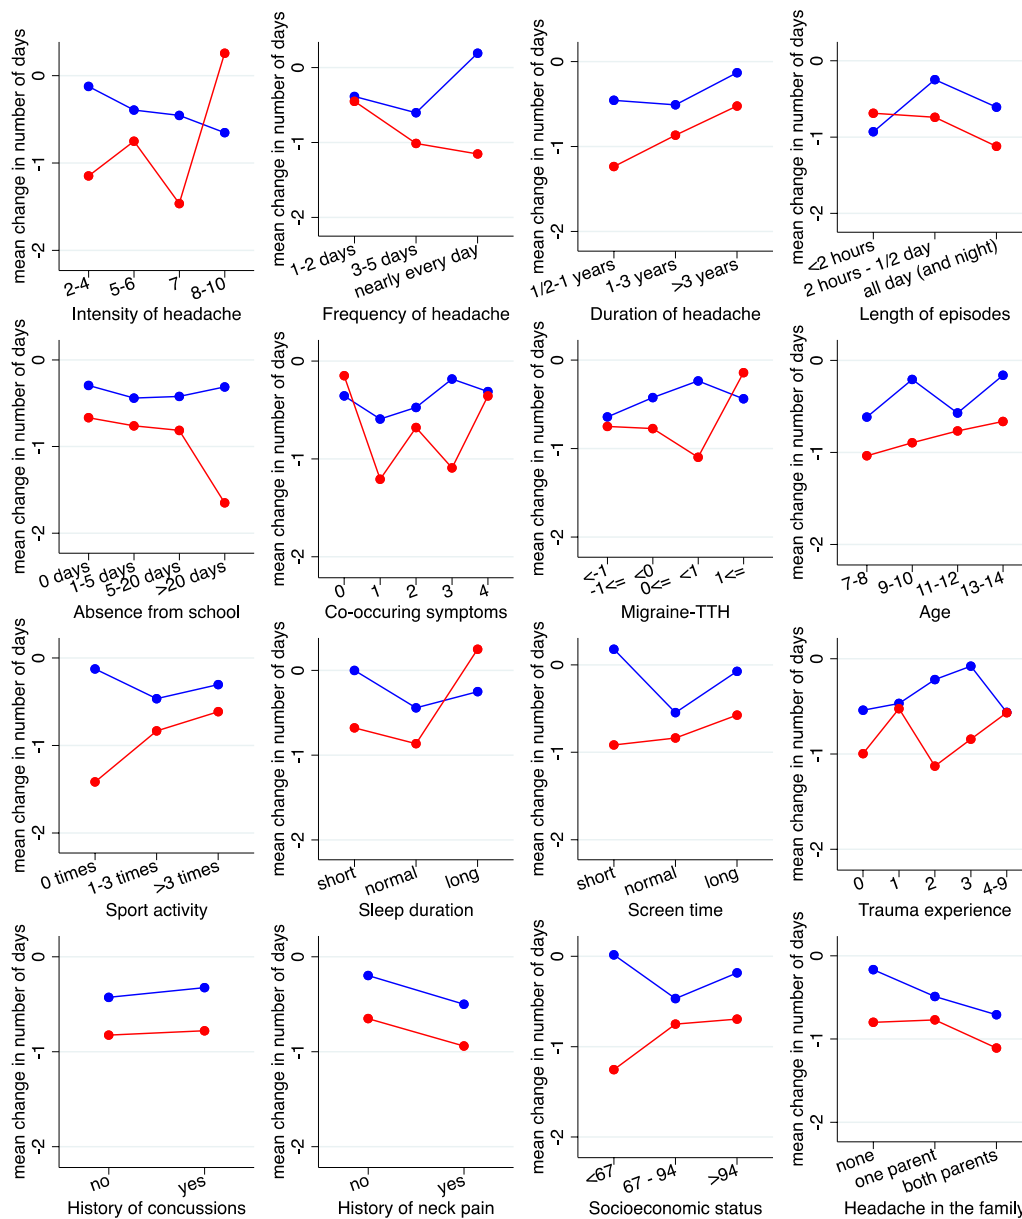 mean change in number of days
0
-1
-2
2-4
5-6
7
8-10
Intensity of headache
mean change in number of days
0
-1
-2
1-2 days
3-5 days
nearly every day
Frequency of headache
mean change in number of days
0
-1
-2
1/2-1 years
1-3 years
>3 years
Duration of headache
mean change in number of days
0
-1
-2
<2 hours
2 hours - 1/2 day
all day (and night)
Length of episodes
mean change in number of days
0
-1
-2
0 days
1-5 days
5-20 days
>20 days
Absence from school
mean change in number of days
0
-1
-2
0
1
2
3
4
Co-occuring symptoms
mean change in number of days
0
-1
-2
<-1
-1<= <0
0<= <1
1<=
Migraine-TTH
mean change in number of days
0
-1
-2
7-8
9-10
11-12
13-14
Age
mean change in number of days
0
-1
-2
0 times
1-3 times
>3 times
Sport activity
mean change in number of days
0
-1
-2
short
normal
long
Sleep duration
mean change in number of days
0
-1
-2
short
normal
long
Screen time
mean change in number of days
0
-1
-2
0
1
2
3
4-9
Trauma experience
mean change in number of days
0
-1
-2
no
yes
History of concussions
mean change in number of days
0
-1
-2
no
yes
History of neck pain
mean change in number of days
0
-1
-2
<67
67 - 94
>94
Socioeconomic status
mean change in number of days
0
-1
-2
none
one parent
both parents
Headache in the family